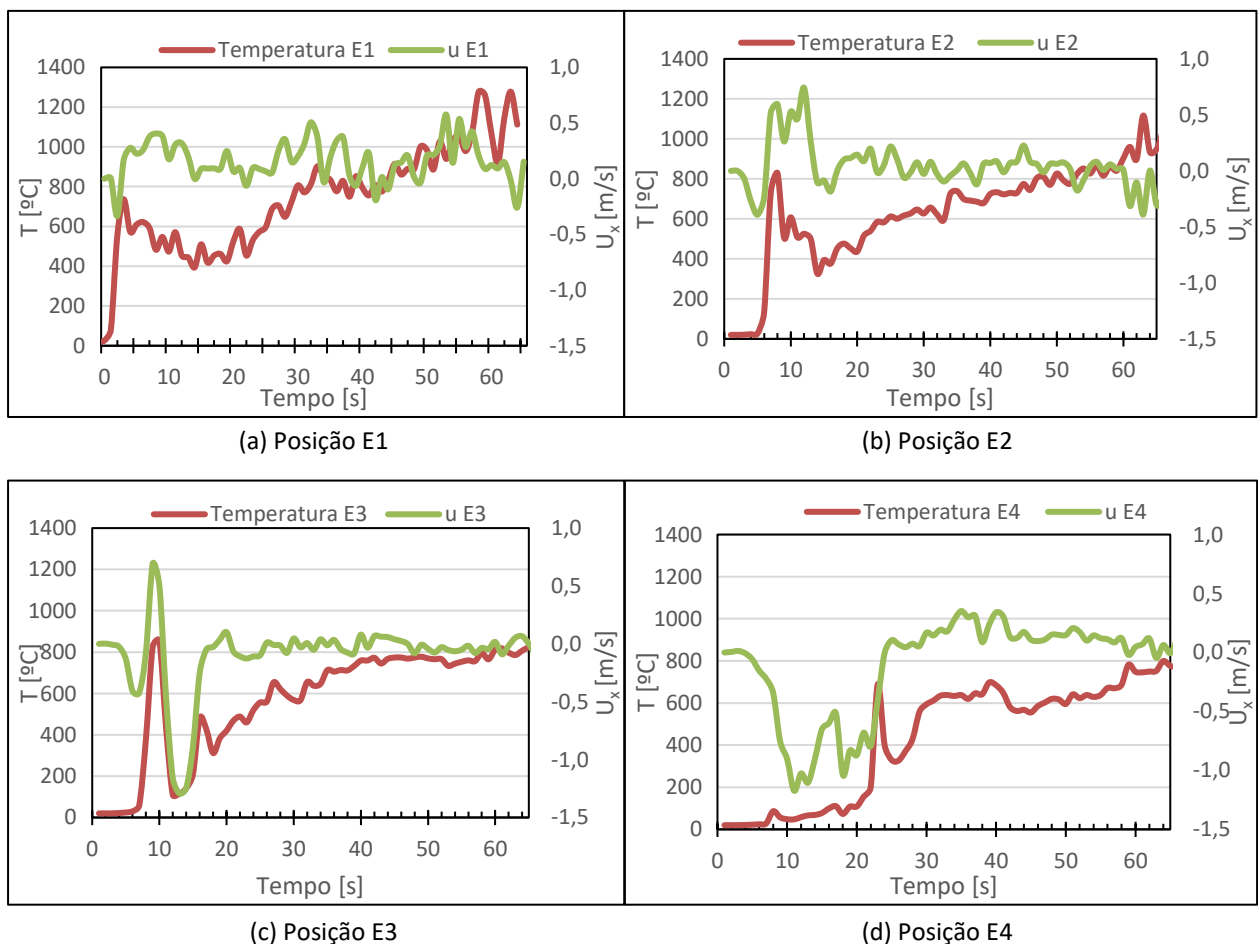 Temperatura E1 u E1
1400
1200
1000
800
600
400
200
0
T [ºC]
1,0
0,5
0,0
-0,5
-1,0
-1,5
Ux [m/s]
0 10 20 30 40 50 60
Tempo [s]
(a) Posição E1
Temperatura E2 u E2
1400
1200
1000
800
600
400
200
0
T [ºC]
1,0
0,5
0,0
-0,5
-1,0
-1,5
Ux [m/s]
0 10 20 30 40 50 60
Tempo [s]
(b) Posição E2
Temperatura E3 u E3
1400
1200
1000
800
600
400
200
0
T [ºC]
1,0
0,5
0,0
-0,5
-1,0
-1,5
Ux [m/s]
0 10 20 30 40 50 60
Tempo [s]
(c) Posição E3
Temperatura E4 u E4
1400
1200
1000
800
600
400
200
0
T [ºC]
1,0
0,5
0,0
-0,5
-1,0
-1,5
Ux [m/s]
0 10 20 30 40 50 60
Tempo [s]
(d) Posição E4